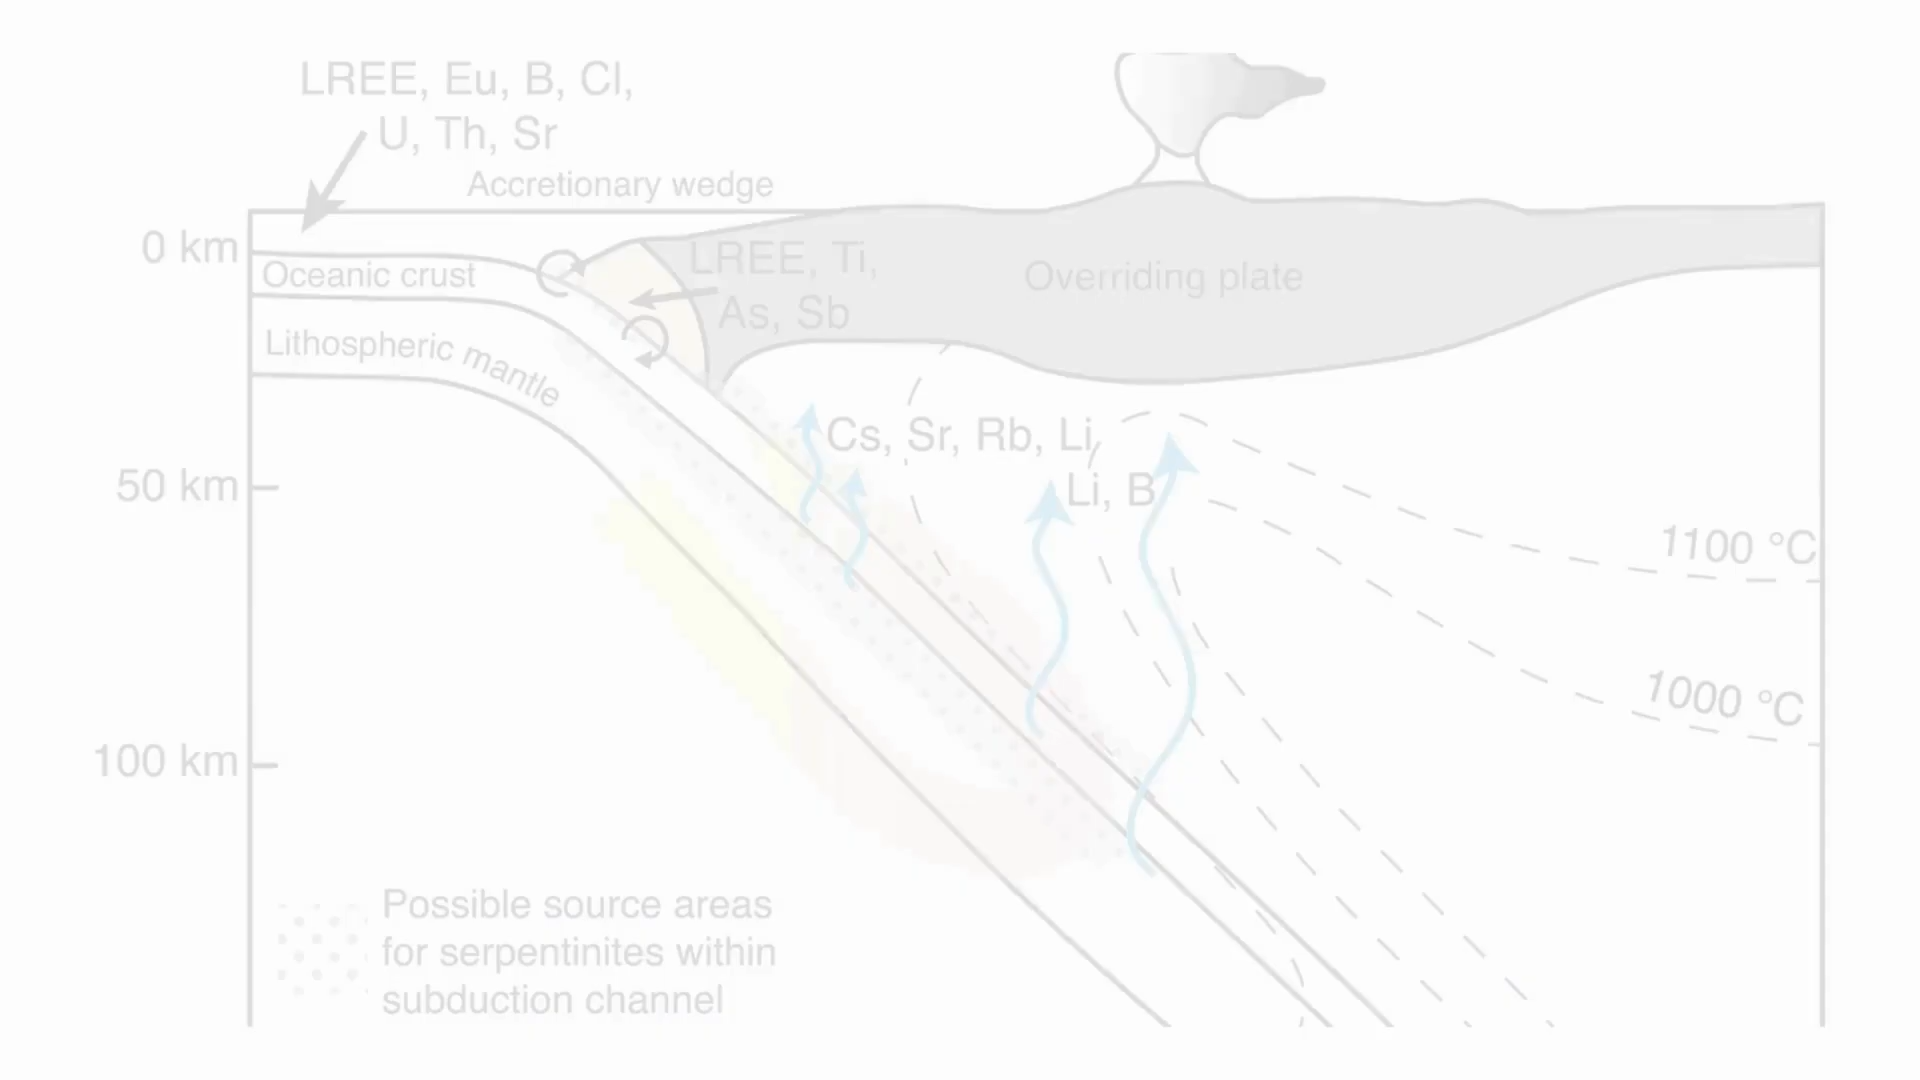 LREE, Eu, B, Cl,
U, Th, Sr
Accretionary wedge
0 km
Oceanic crust
LREE, Ti,
As, Sb
Overriding plate
Lithospheric mantle
Cs, Sr, Rb, Li,
50 km
Li, B
1100 °C
1000 °C
100 km
Possible source areas
for serpentinites within
subduction channel